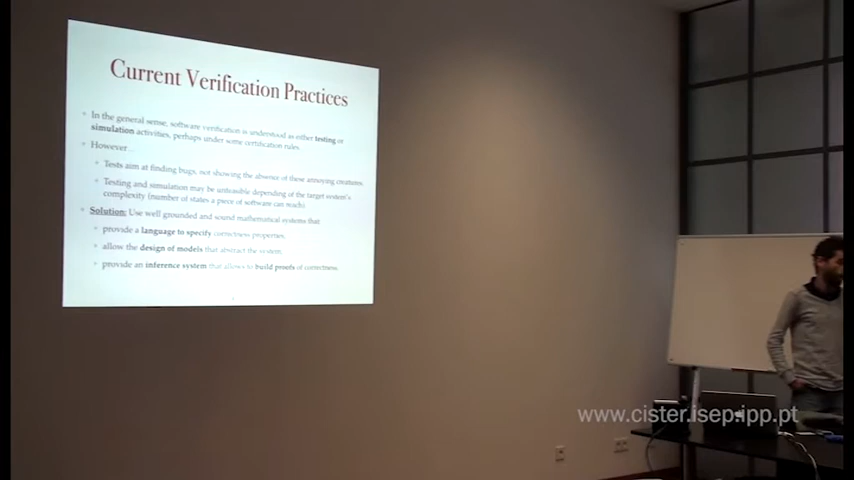 Current Verification Practices
In the general sense, software verification is understood as either testing or
simulation activities, perhaps under some certification rules.
However...
Tests aim at finding bugs, not showing the absence of these annoying creatures.
Testing and simulation may be unfeasible depending of the target system's
complexity (number of states a piece of software can reach)
Solution: Use well grounded and sound mathematical systems that
provide a language to specify correctness properties.
allow the design of models that abstract the system.
provide an inference system that allows to build proofs of correctness.
www.cister.isep.ipp.pt